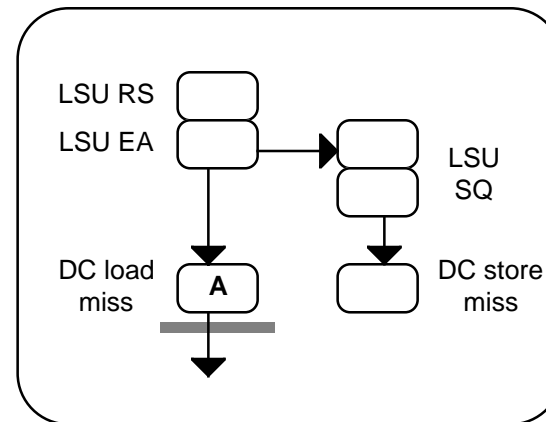 LSU RS
LSU EA
LSU
SQ
DC load
miss
A
DC store
miss